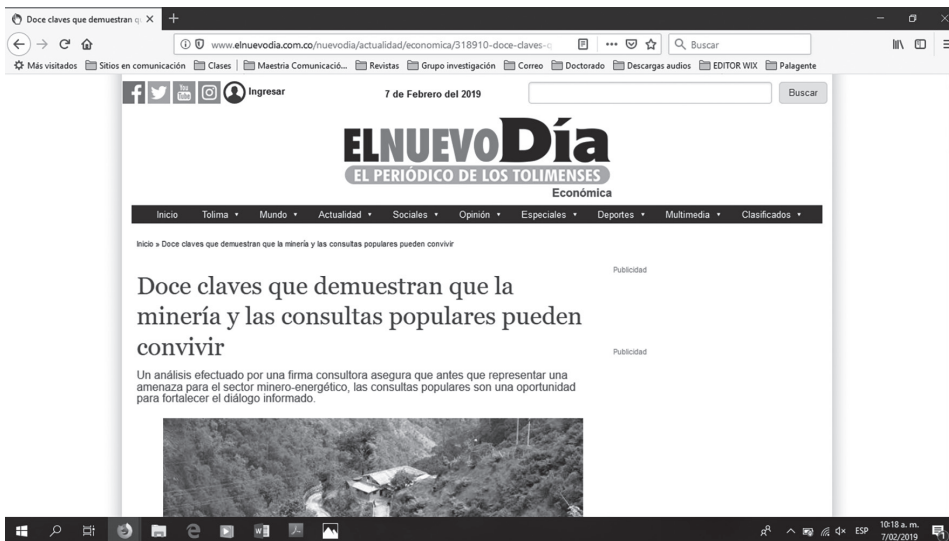 Doce claves que demuestran q
www.elnuevodia.com.co/nuevodia/actualidad/economica/318910-doce-claves-q
Buscar
Más visitados Sitios en comunicación Clases Maestria Comunicació... Revistas Grupo investigación Correo Doctorado Descargas audios EDITOR WIX Palagente
f You Tube Ingresar 7 de Febrero del 2019 Buscar
EL NUEVO Día
EL PERIÓDICO DE LOS TOLIMENSES
Económica
Inicio Tolima Mundo Actualidad Sociales Opinión Especiales Deportes Multimedia Clasificados
Inicio » Doce claves que demuestran que la minería y las consultas populares pueden convivir
Publicidad
Doce claves que demuestran que la
minería y las consultas populares pueden
convivir
Publicidad
Un análisis efectuado por una firma consultora asegura que antes que representar una
amenaza para el sector minero-energético, las consultas populares son una oportunidad
para fortalecer el diálogo informado.
ESP 10:18 a. m.
7/02/2019